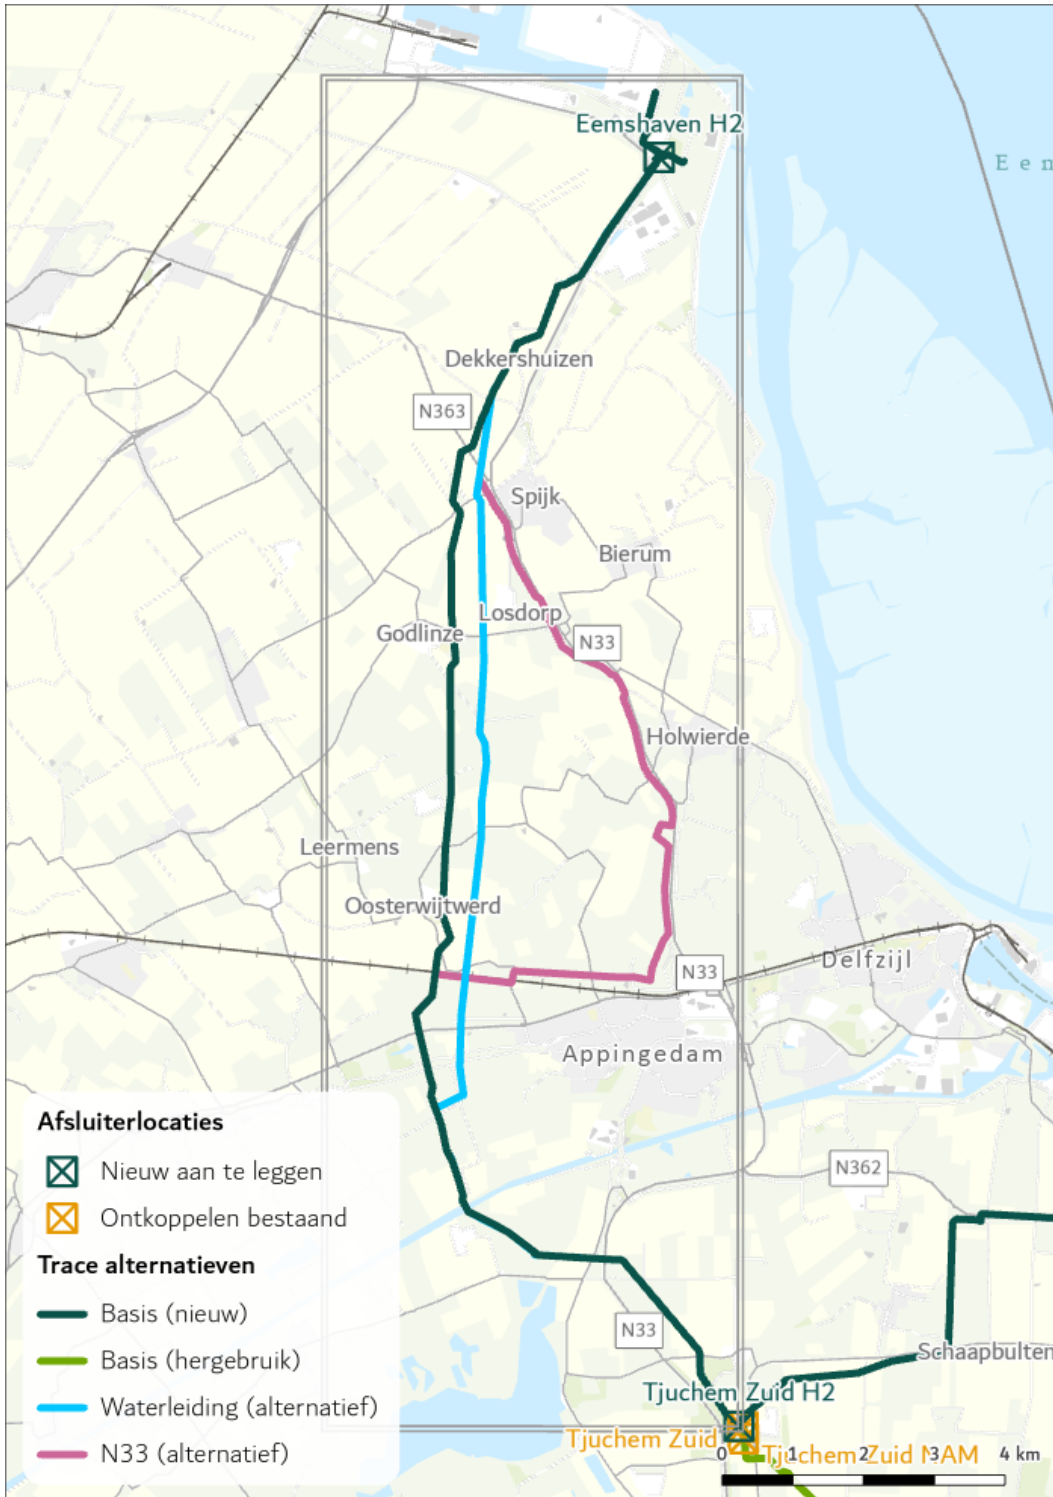 Eemshaven H2
Een
Dekkershuizen
N363
Spijk
Bierum
Losdorp
Godlinze
N33
Holwierde
Leermens
Oosterwijtwerd
N33
Delfzijl
Appingedam
N362
N33
Schaapbulten
Tjuchem Zuid H2
Tjuchem Zuid
Tjuchem Zuid NAM
0 1 2 3 4 km
Afsluiterlocaties
Nieuw aan te leggen
Ontkoppelen bestaand
Trace alternatieven
Basis (nieuw)
Basis (hergebruik)
Waterleiding (alternatief)
N33 (alternatief)